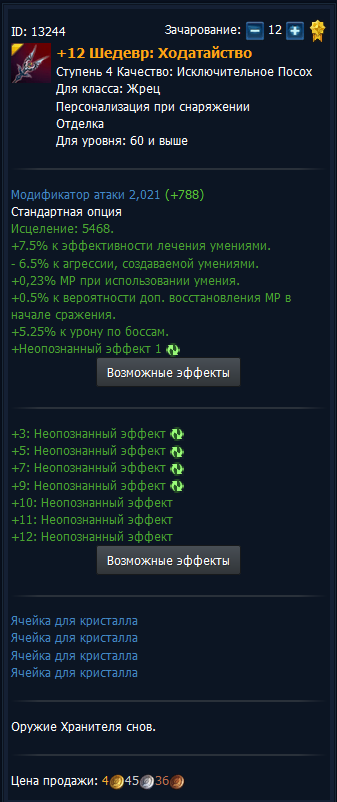 ID: 13244
Зачарование: 12
+12 Шедевр: Ходатайство
Ступень 4 Качество: Исключительное Посох
Для класса: Жрец
Персонализация при снаряжении
Отделка
Для уровня: 60 и выше
Модификатор атаки 2,021 (+788)
Стандартная опция
Исцеление: 5468.
+7.5% к эффективности лечения умениями.
- 6.5% к агрессии, создаваемой умениями.
+0,23% MP при использовании умения.
+0.5% к вероятности доп. восстановления MP в
начале сражения.
+5.25% к урону по боссам.
+Неопознанный эффект 1
Возможные эффекты
+3: Неопознанный эффект
+5: Неопознанный эффект
+7: Неопознанный эффект
+9: Неопознанный эффект
+10: Неопознанный эффект
+11: Неопознанный эффект
+12: Неопознанный эффект
Возможные эффекты
Ячейка для кристалла
Ячейка для кристалла
Ячейка для кристалла
Ячейка для кристалла
Оружие Хранителя снов.
Цена продажи: 4 45 36